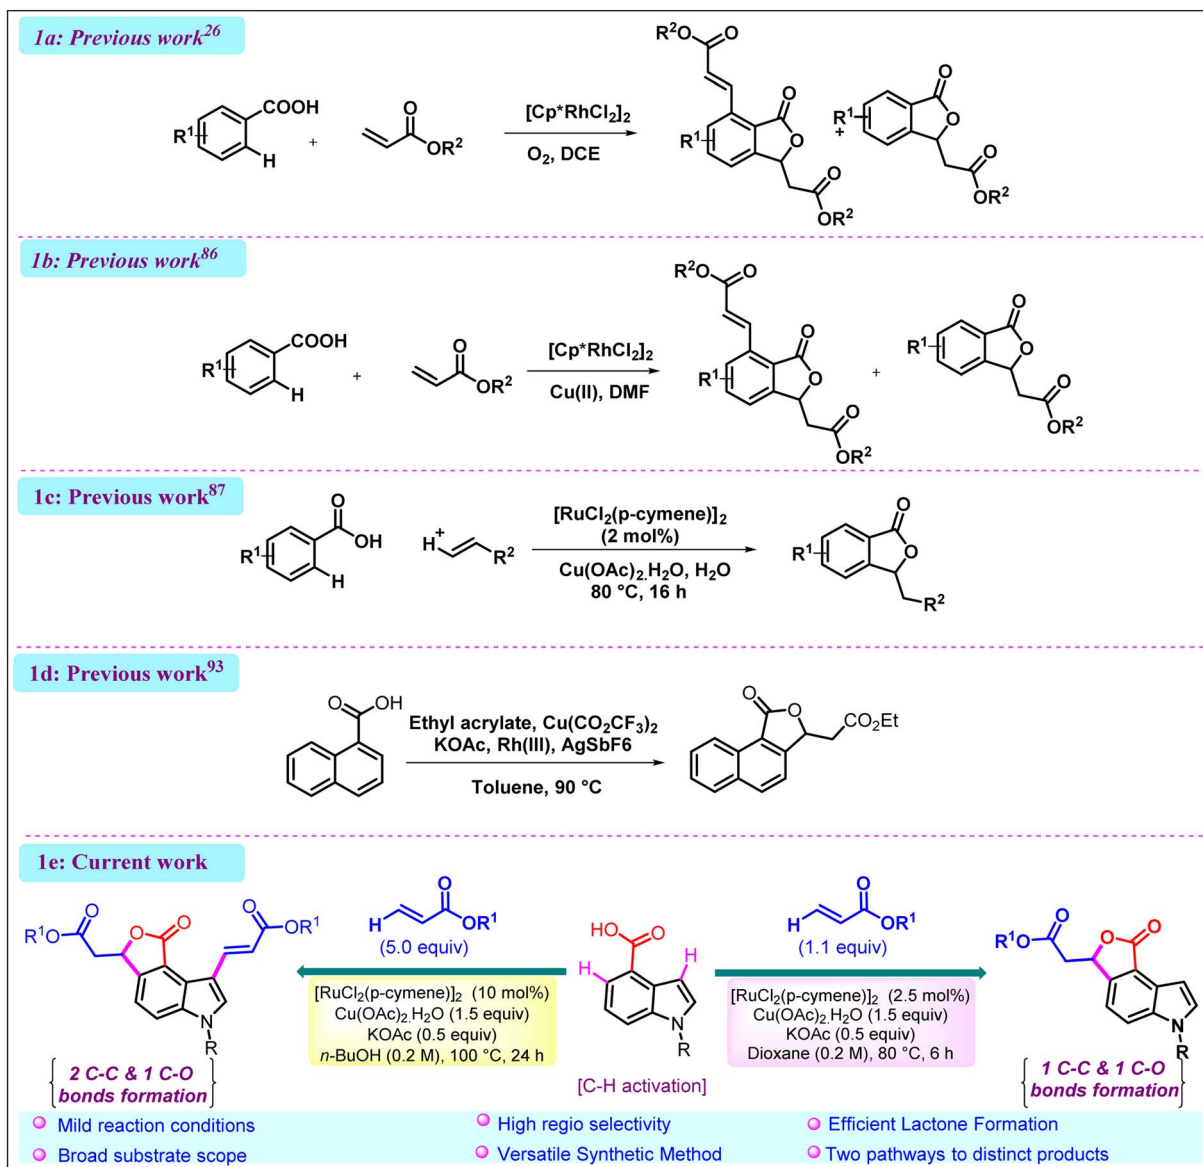 1a: Previous work26
COOH
R1
H
+
O
OR2
[Cp*RhCl2]2
O2, DCE
R2O
O
O
O
R1
O
OR2
+
O
O
R1
O
OR2
1b: Previous work86
COOH
R1
H
+
O
OR2
[Cp*RhCl2]2
Cu(II), DMF
R2O
O
O
O
R1
O
OR2
+
O
O
R1
O
OR2
1c: Previous work87
O
OH
R1
H
+
H
R2
[RuCl2(p-cymene)]2
(2 mol%)
Cu(OAc)2.H2O, H2O
80 °C, 16 h
O
O
R1
R2
1d: Previous work93
O
OH
Ethyl acrylate, Cu(CO2CF3)2
KOAc, Rh(III), AgSbF6
Toluene, 90 °C
O
O
CO2Et
1e: Current work
O
R1O
O
O
OR1
O
N
R
2 C-C & 1 C-O
bonds formation
H
O
OR1
(5.0 equiv)
[RuCl2(p-cymene)]2 (10 mol%)
Cu(OAc)2.H2O (1.5 equiv)
KOAc (0.5 equiv)
n-BuOH (0.2 M), 100 °C, 24 h
HO
O
H
H
N
R
[C-H activation]
H
O
OR1
(1.1 equiv)
[RuCl2(p-cymene)]2 (2.5 mol%)
Cu(OAc)2.H2O (1.5 equiv)
KOAc (0.5 equiv)
Dioxane (0.2 M), 80 °C, 6 h
O
R1O
O
O
N
R
1 C-C & 1 C-O
bonds formation
Mild reaction conditions
High regio selectivity
Efficient Lactone Formation
Broad substrate scope
Versatile Synthetic Method
Two pathways to distinct products